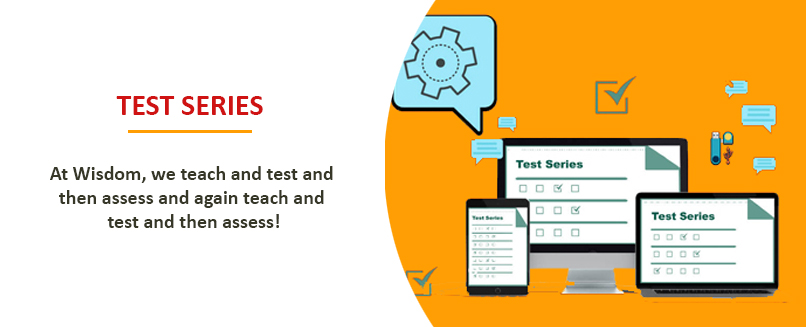 TEST SERIES
At Wisdom, we teach and test and
then assess and again teach and
test and then assess!
Test Series
Test Series
Test Series